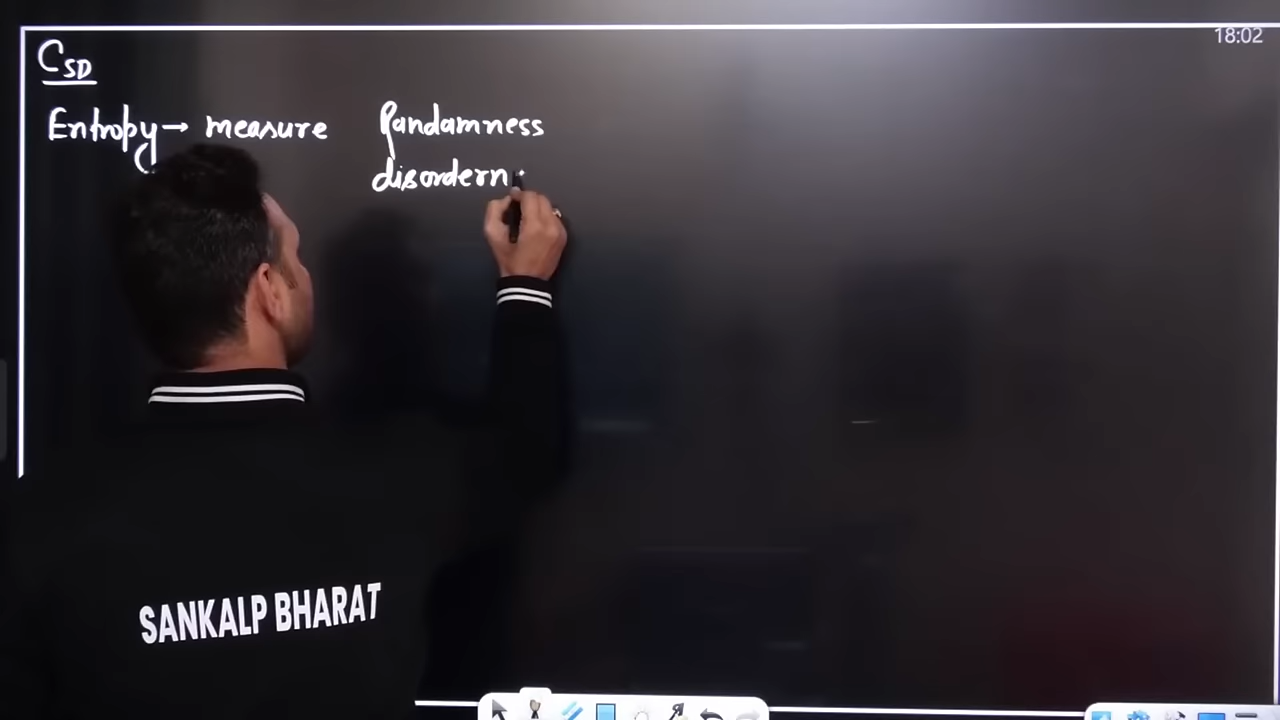 18:02
CSD
Entropy → measure Randamness
disordern
SANKALP BHARAT